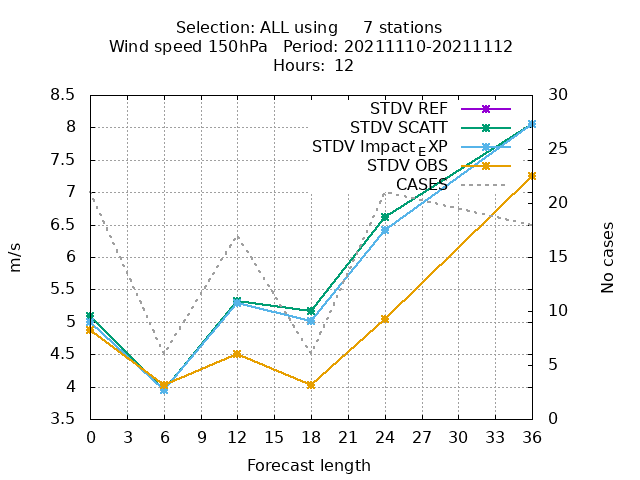 Selection: ALL using 7 stations
Wind speed 150hPa Period: 20211110-20211112
Hours: 12
8.5
8
7.5
7
6.5
6
5.5
5
4.5
4
3.5
m/s
STDV REF
STDV SCATT
STDV Impact_EXP
STDV OBS
CASES
30
25
20
15
10
5
0
No cases
0 3 6 9 12 15 18 21 24 27 30 33 36
Forecast length